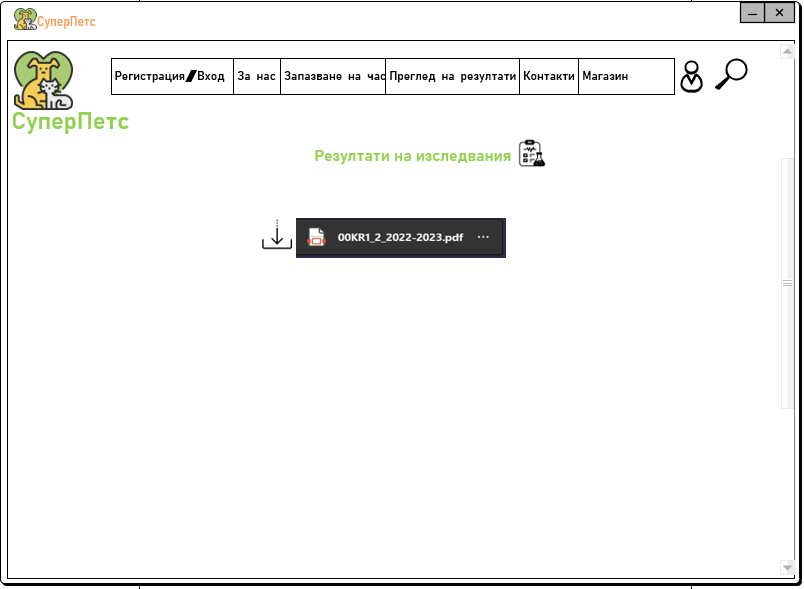 СуперПетс
Регистрация/Вход За нас Запазване на час Преглед на резултати Контакти Магазин
СуперПетс
Резултати на изследвания
00KR1_2_2022-2023.pdf ...